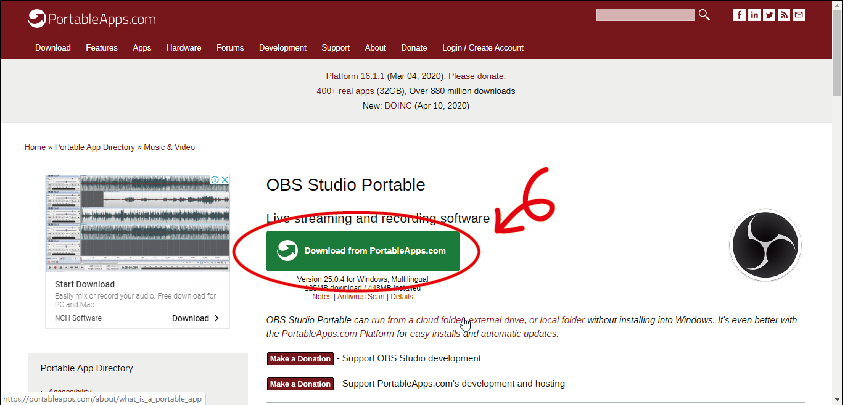 PortableApps.com
Download Features Apps Hardware Forums Development Support About Donate Login / Create Account
Platform 16.1.1 (Mar 04, 2020). Please donate.
400+ real apps (32GB), Over 880 million downloads
New: DOINC (Apr 10, 2020)
Home » Portable App Directory » Music & Video
OBS Studio Portable
Live streaming and recording software
6
Download from PortableApps.com
Version 25.0.4 for Windows, Multilingual
MB download / 448MB installed
Notes | Antivirus Scan | Details
Start Download
Easily mix or record your audio. Free download for
PC and Mac
NCH Software Download >
OBS Studio Portable can run from a cloud folder, external drive, or local folder without installing into Windows. It's even better with
the PortableApps.com Platform for easy installs and automatic updates.
Make a Donation - Support OBS Studio development
Make a Donation - Support PortableApps.com's development and hosting
Portable App Directory
Accessibility
https://portableapps.com/about/what_is_a_portable_app